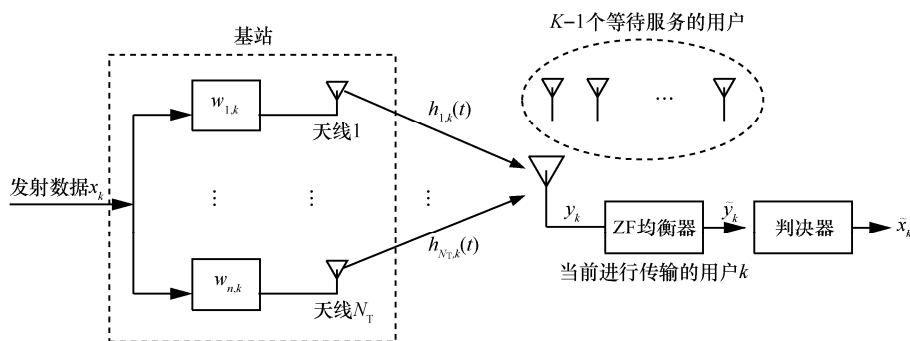 K−1个等待服务的用户
基站
w1,k
天线1
h1,k(t)
发射数据xk
⋮
⋮
⋮
…
yk
ZF均衡器
ỹk
判决器
x̃k
hNT,k(t)
当前进行传输的用户k
wn,k
天线NT